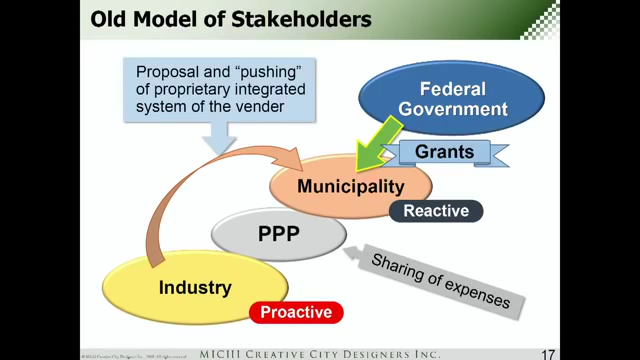 Old Model of Stakeholders
Proposal and “pushing”
of proprietary integrated
system of the vender
Federal
Government
Grants
Municipality
Reactive
PPP
Sharing of expenses
Industry
Proactive
MICIII CREATIVE CITY DESIGNERS INC.
17